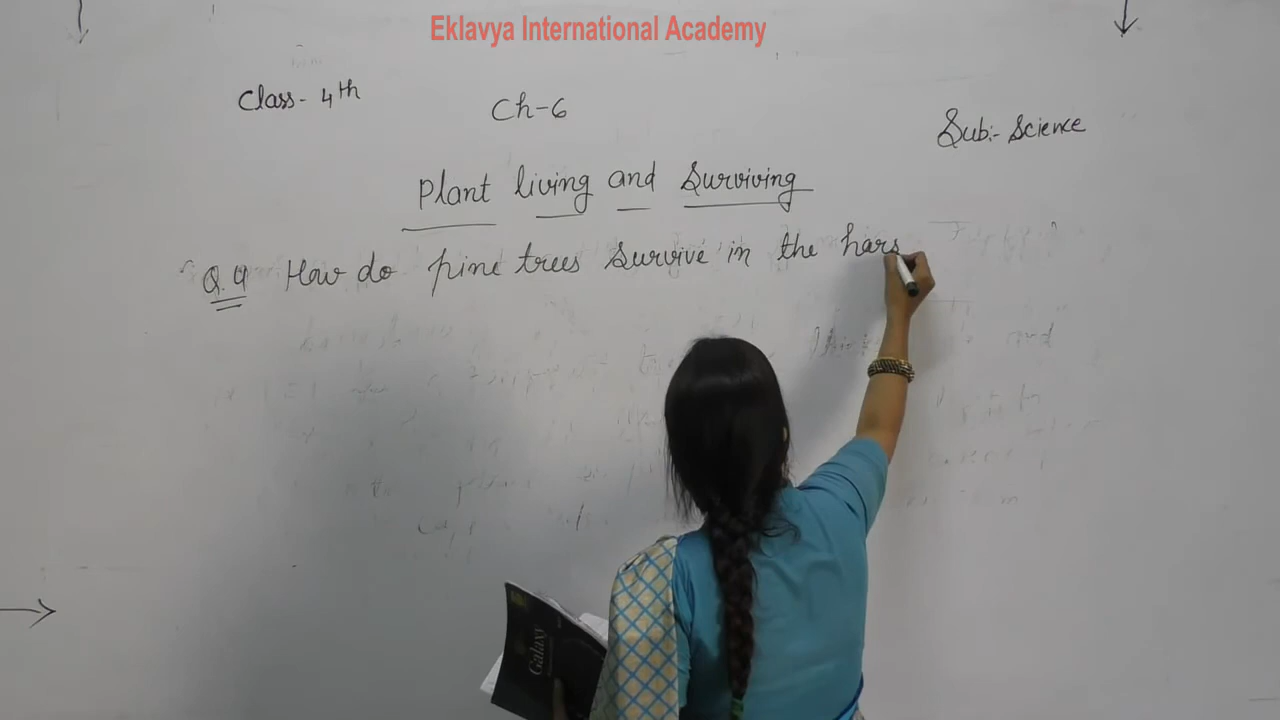 Eklavya International Academy
Class- 4th
Ch-6
Sub:- Science
Plant living and Surviving
Q.4 How do pine trees survive in the hars
Galaxy